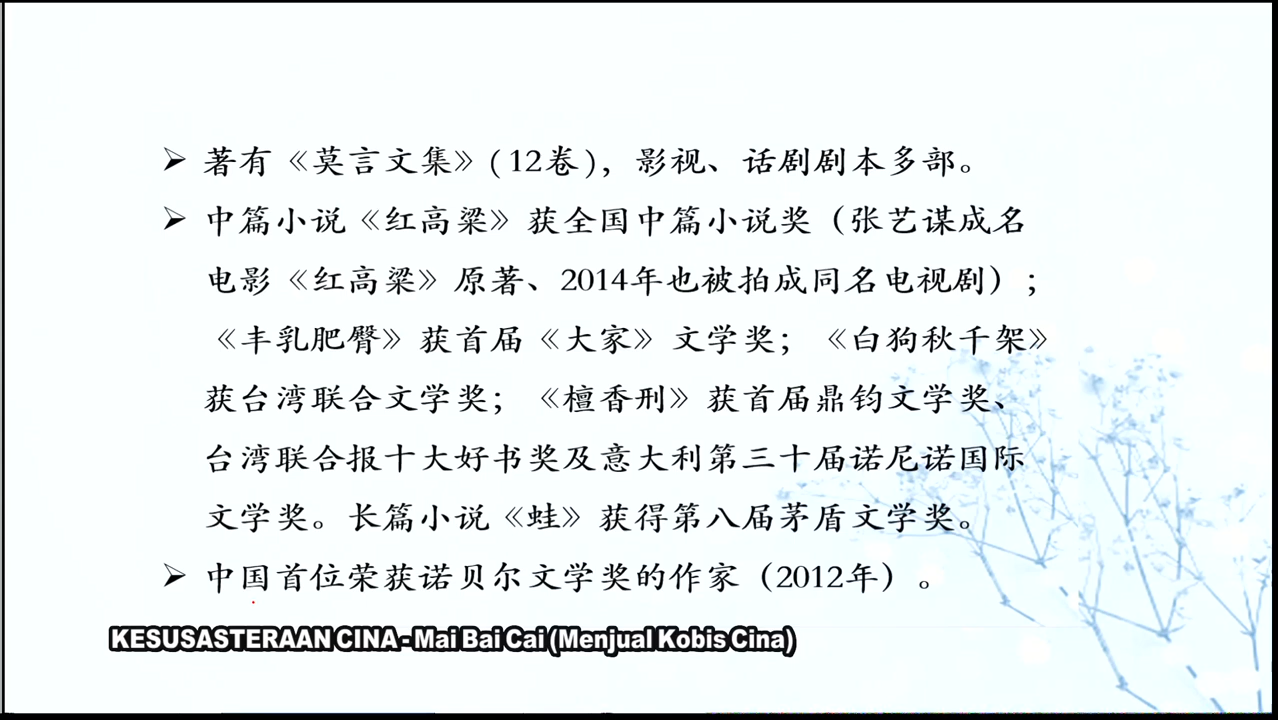 著有《莫言文集》(12卷)，影视、话剧剧本多部。
中篇小说《红高梁》获全国中篇小说奖（张艺谋成名
电影《红高梁》原著、2014年也被拍成同名电视剧）；
《丰乳肥臀》获首届《大家》文学奖；《白狗秋千架》
获台湾联合文学奖；《檀香刑》获首届鼎钧文学奖、
台湾联合报十大好书奖及意大利第三十届诺尼诺国际
文学奖。长篇小说《蛙》获得第八届茅盾文学奖。
中国首位荣获诺贝尔文学奖的作家（2012年）。
KESUSASTERAAN CINA - Mai Bai Cai (Menjual Kobis Cina)